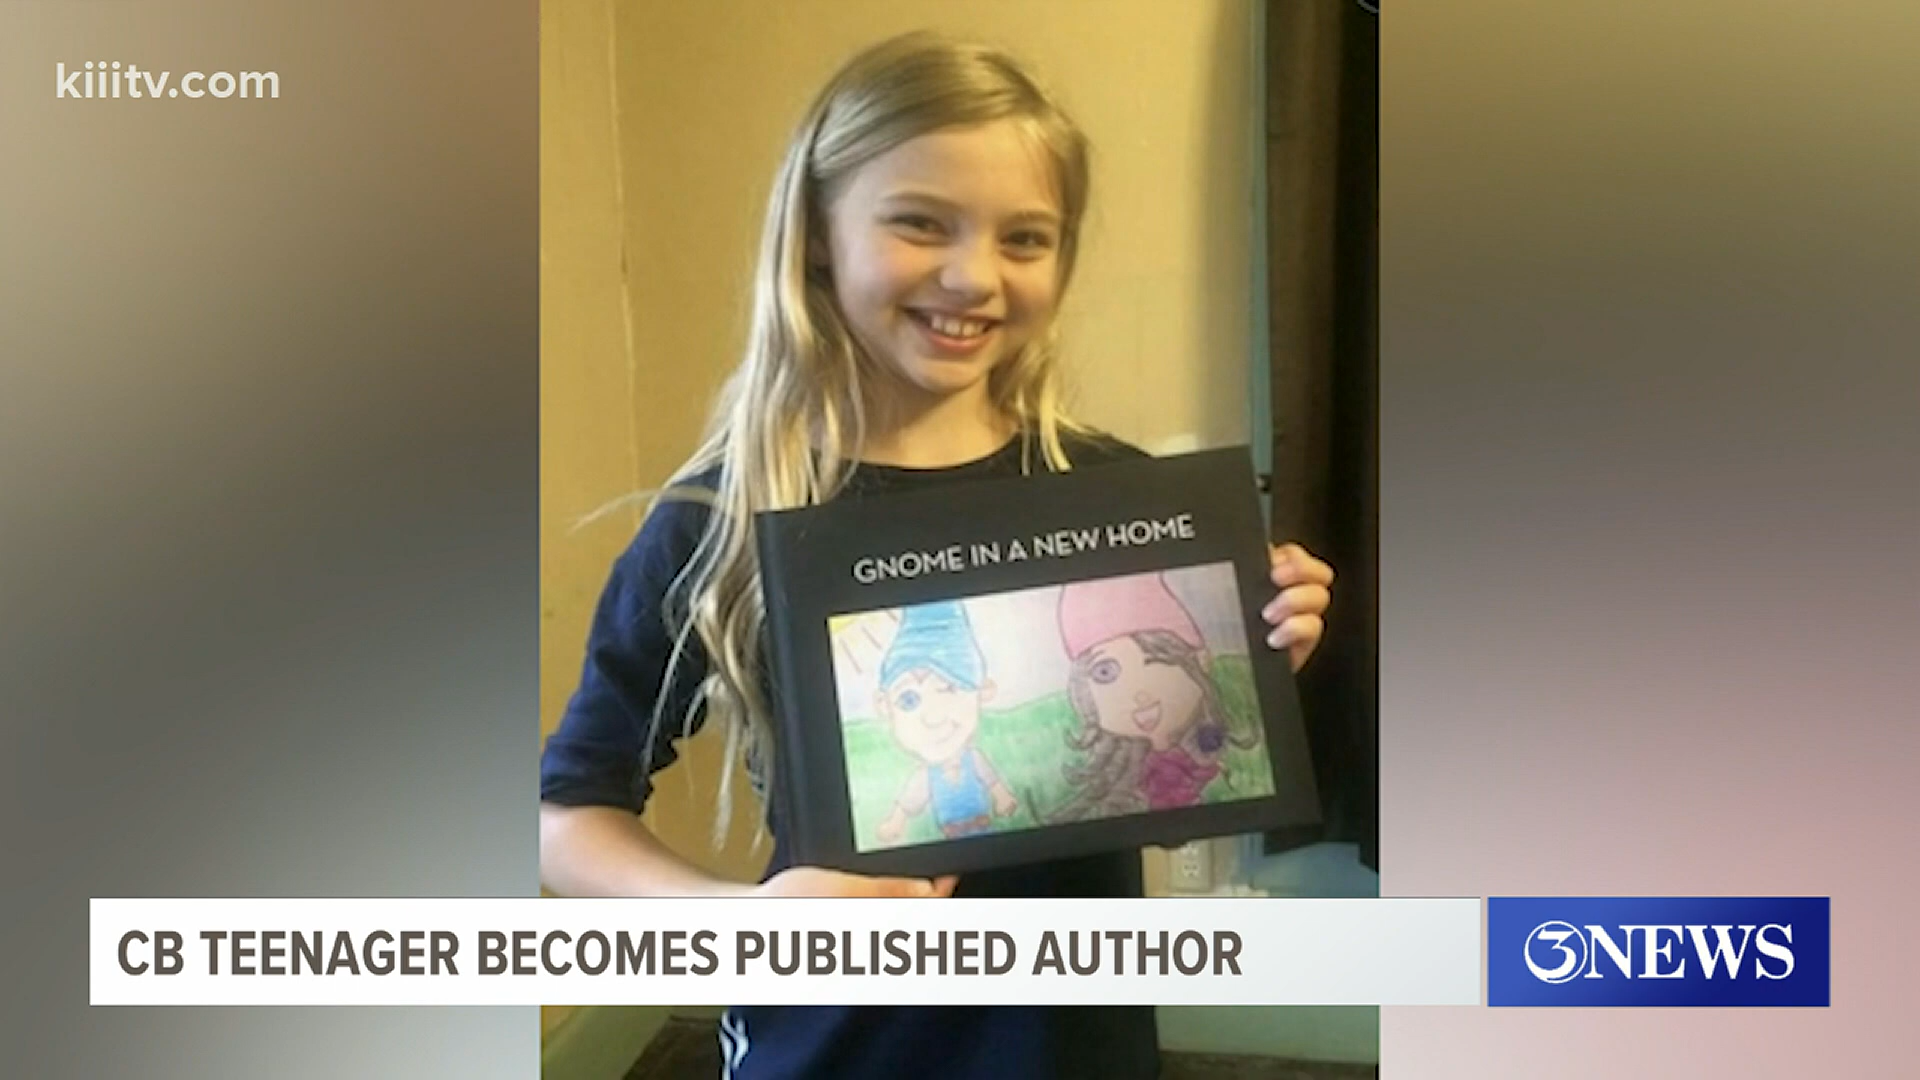 kiiitv.com
GNOME IN A NEW HOME
CB TEENAGER BECOMES PUBLISHED AUTHOR
3NEWS